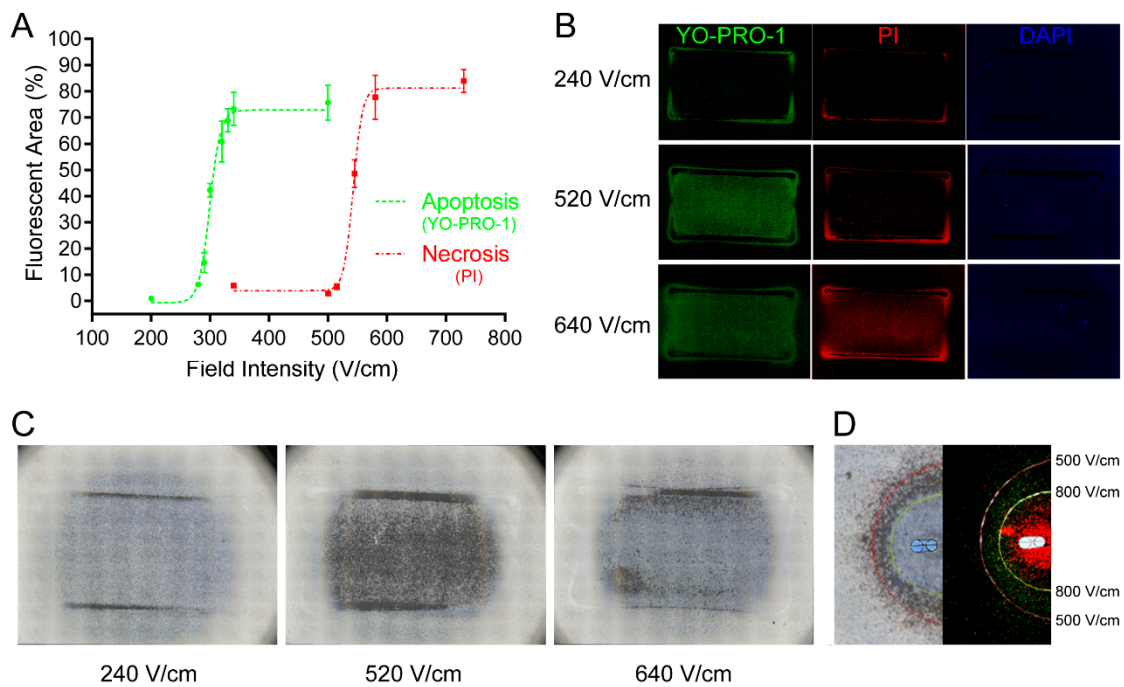 A
100
90
80
70
60
50
40
30
20
10
0
Fluorescent Area (%)
100 200 300 400 500 600 700 800
Field Intensity (V/cm)
Apoptosis
(YO-PRO-1)
Necrosis
(PI)
B
YO-PRO-1 PI DAPI
240 V/cm
520 V/cm
640 V/cm
C
240 V/cm 520 V/cm 640 V/cm
D
500 V/cm
800 V/cm
800 V/cm
500 V/cm